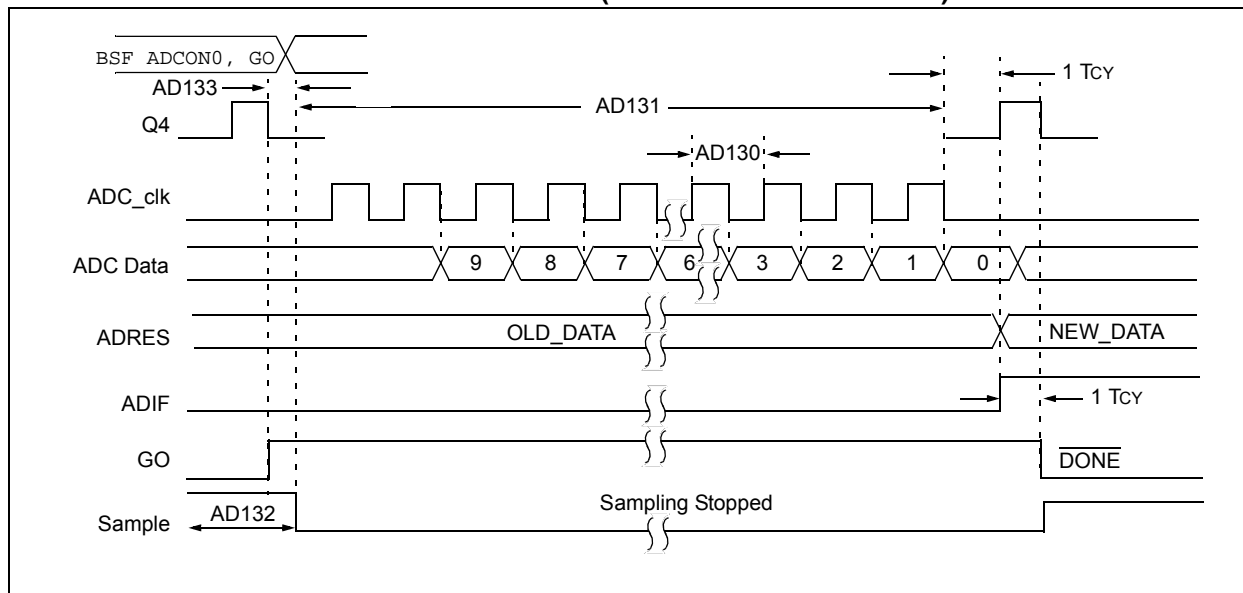 BSF ADCON0, GO
1 TCY
AD133
AD131
Q4
AD130
ADC_clk
ADC Data
9 8 7 6 3 2 1 0
ADRES
OLD_DATA
NEW_DATA
ADIF
1 TCY
GO
DONE
Sampling Stopped
AD132
Sample